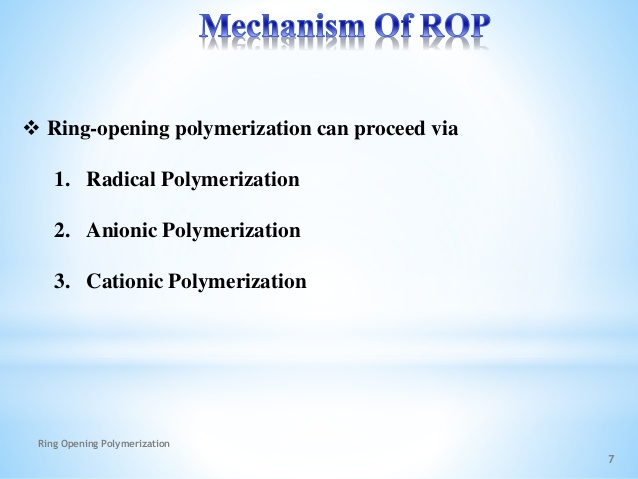 Mechanism Of ROP
❖ Ring-opening polymerization can proceed via
1. Radical Polymerization
2. Anionic Polymerization
3. Cationic Polymerization
Ring Opening Polymerization
7